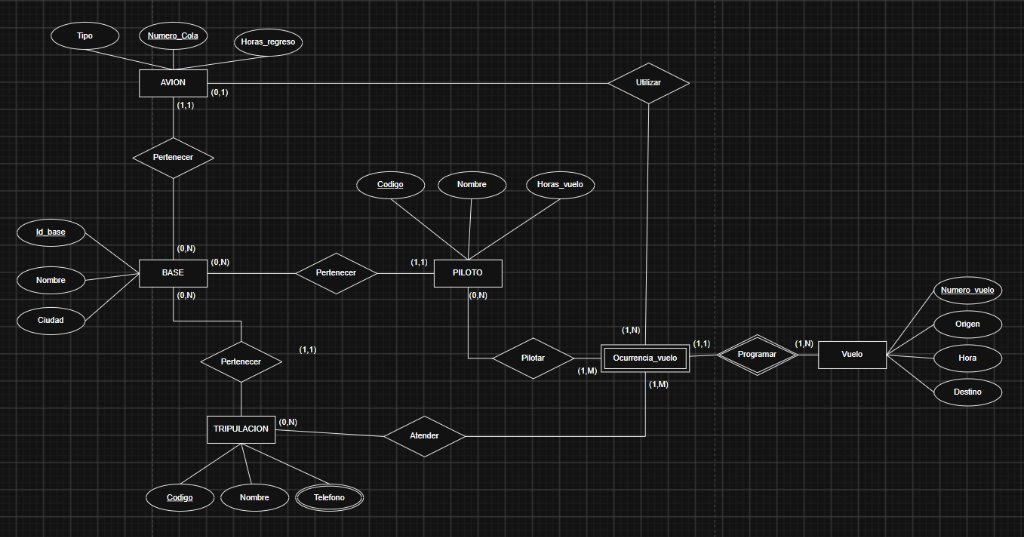 Tipo
Numero_Cola
Horas_regreso
AVION
(0,1)
(1,1)
Utilizar
Pertenecer
Codigo
Nombre
Horas_vuelo
Id_base
Nombre
Ciudad
(0,N)
(0,N)
BASE
(0,N)
Pertenecer
(1,1)
PILOTO
(0,N)
Numero_vuelo
Origen
Hora
Destino
(1,N)
Pertenecer
(1,1)
Pilotar
(1,M)
Ocurrencia_vuelo
(1,1)
Programar
(1,N)
Vuelo
(1,M)
TRIPULACION
(0,N)
Atender
Codigo
Nombre
Telefono